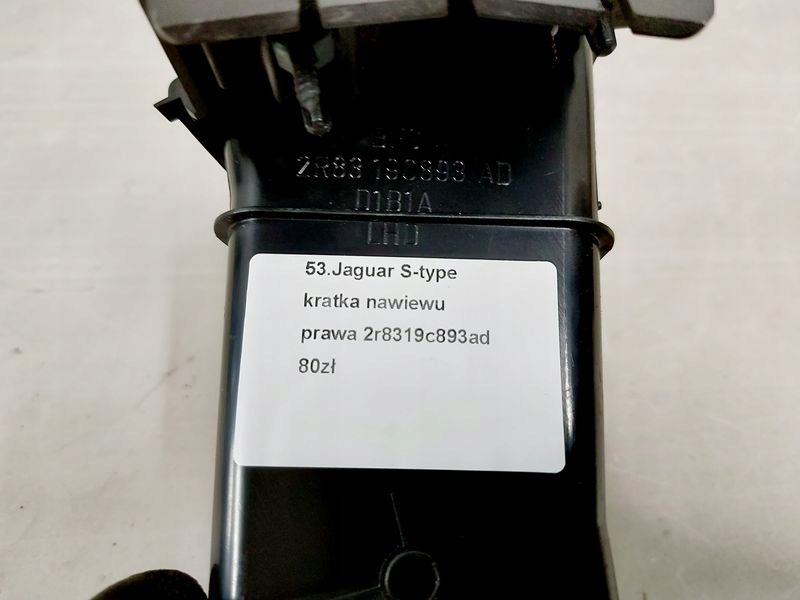 2R83 19C893 AD
D1B1A
LHD
53.Jaguar S-type
kratka nawiewu
prawa 2r8319c893ad
80zł